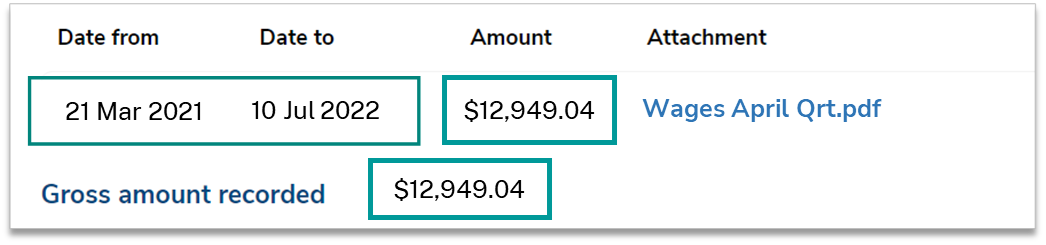 Date from Date to Amount Attachment
21 Mar 2021 10 Jul 2022 $12,949.04 Wages April Qrt.pdf
Gross amount recorded $12,949.04